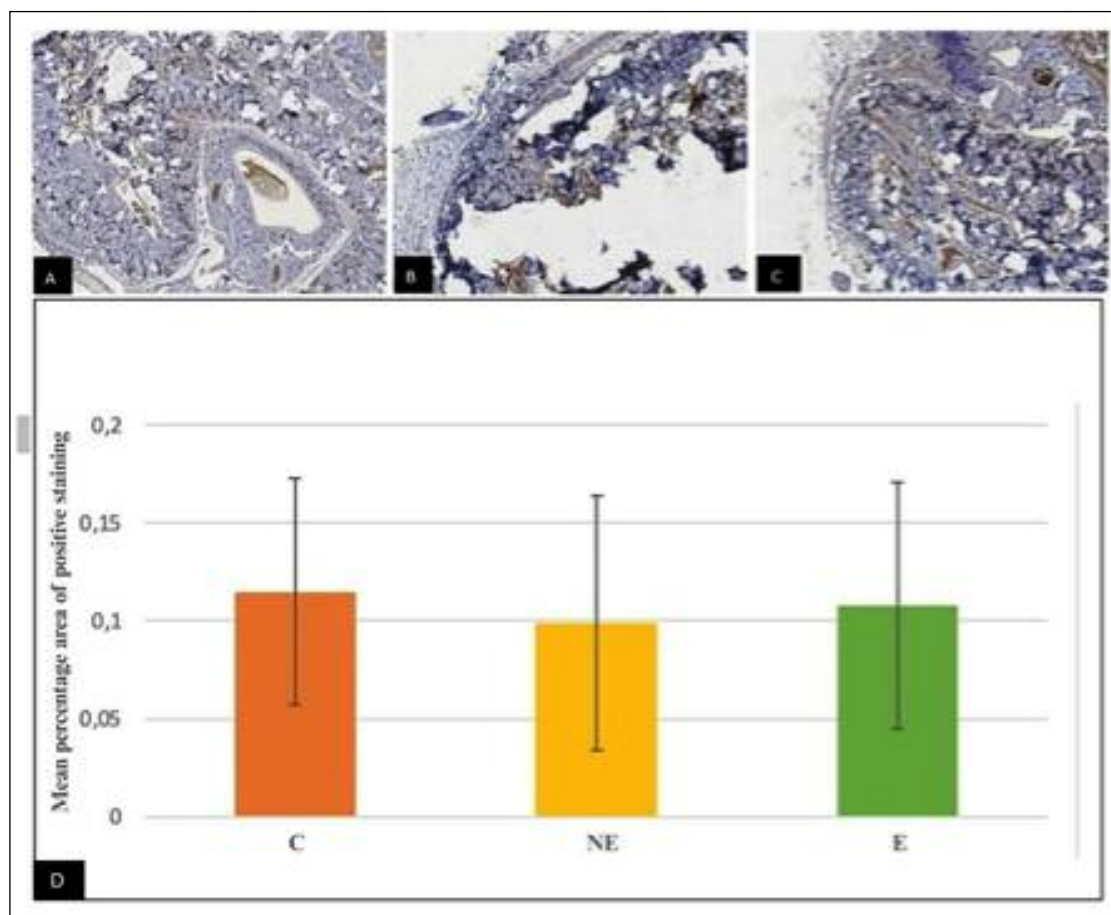 A
B
C
Mean percentage area of positive staining
0,2
0,15
0,1
0,05
0
C
NE
E
D